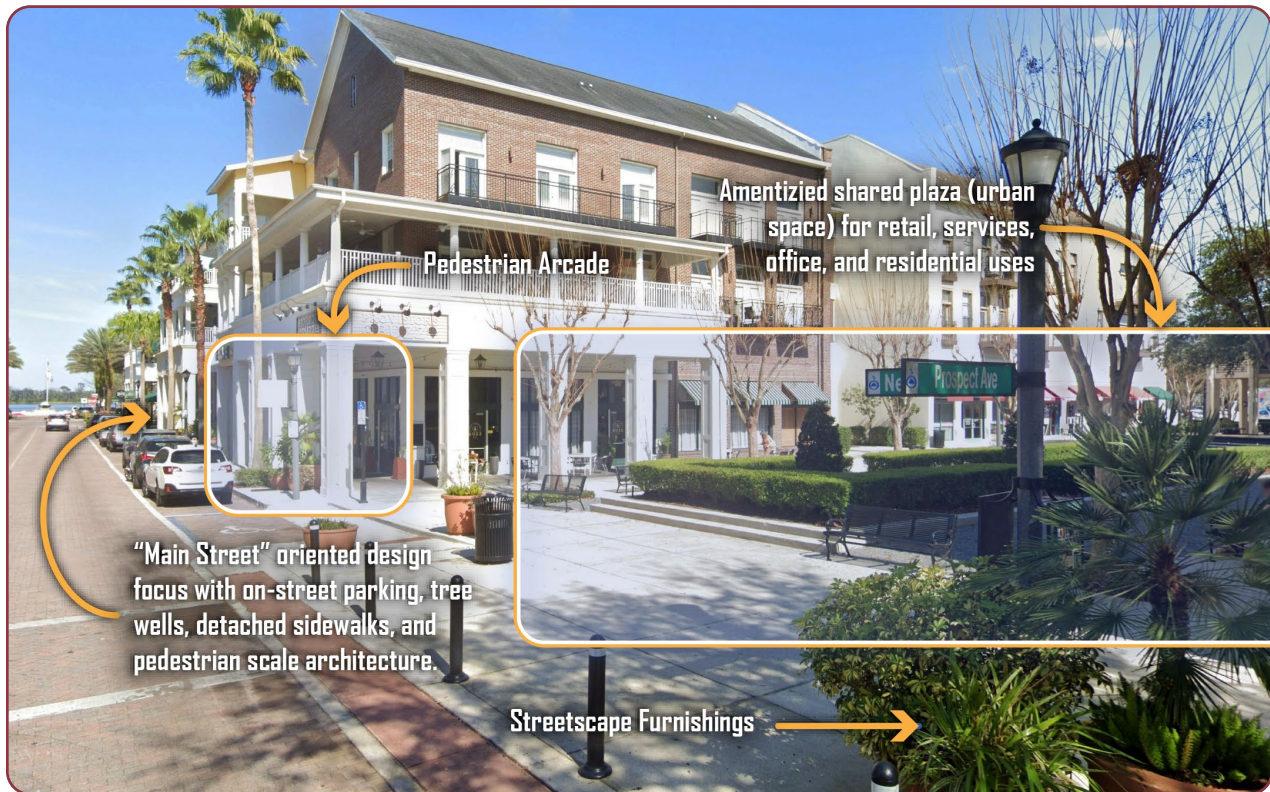 Amentizied shared plaza (urban
space) for retail, services,
office, and residential uses
Pedestrian Arcade
Ne
Prospect Ave
“Main Street” oriented design
focus with on-street parking, tree
wells, detached sidewalks, and
pedestrian scale architecture.
Streetscape Furnishings